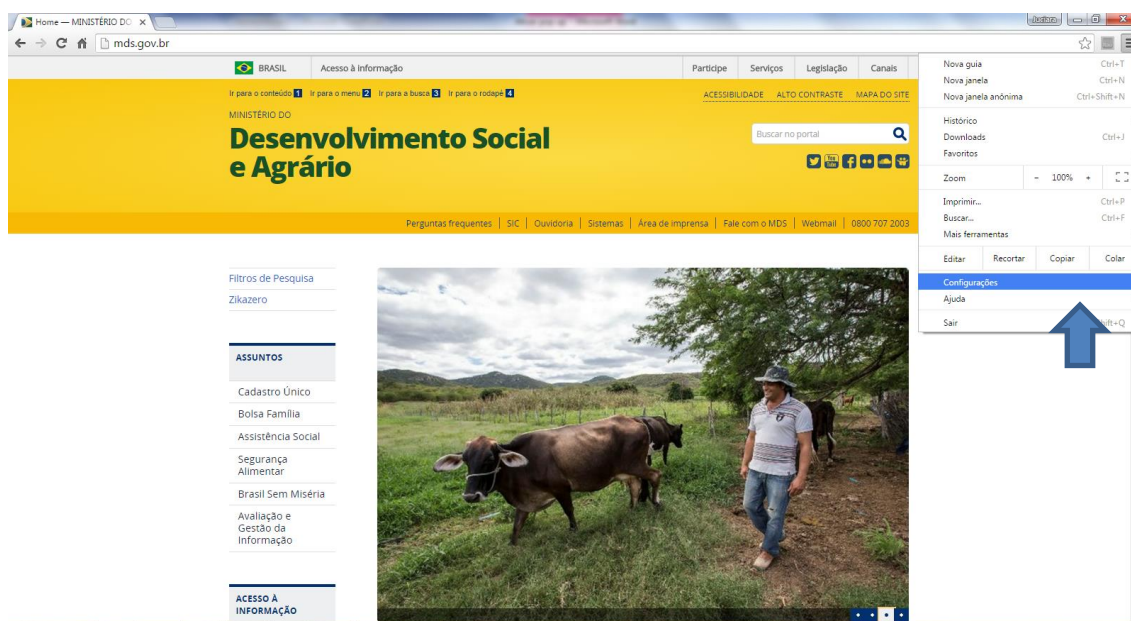 Home — MINISTÉRIO DO
Juciara
mds.gov.br
BRASIL Acesso à informação Participe Serviços Legislação Canais
Ir para o conteúdo 1 Ir para o menu 2 Ir para a busca 3 Ir para o rodapé 4 ACESSIBILIDADE ALTO CONTRASTE MAPA DO SITE
MINISTÉRIO DO
Desenvolvimento Social
e Agrário
Buscar no portal
You Tube
Perguntas frequentes | SIC | Ouvidoria | Sistemas | Área de imprensa | Fale com o MDS | Webmail | 0800 707 2003
Filtros de Pesquisa
Zikazero
ASSUNTOS
Cadastro Único
Bolsa Família
Assistência Social
Segurança
Alimentar
Brasil Sem Miséria
Avaliação e
Gestão da
Informação
ACESSO À
INFORMAÇÃO
Nova guia Ctrl+T
Nova janela Ctrl+N
Nova janela anônima Ctrl+Shift+N
Histórico
Downloads Ctrl+J
Favoritos
Zoom - 100% +
Imprimir... Ctrl+P
Buscar... Ctrl+F
Mais ferramentas
Editar Recortar Copiar Colar
Configurações
Ajuda
Sair